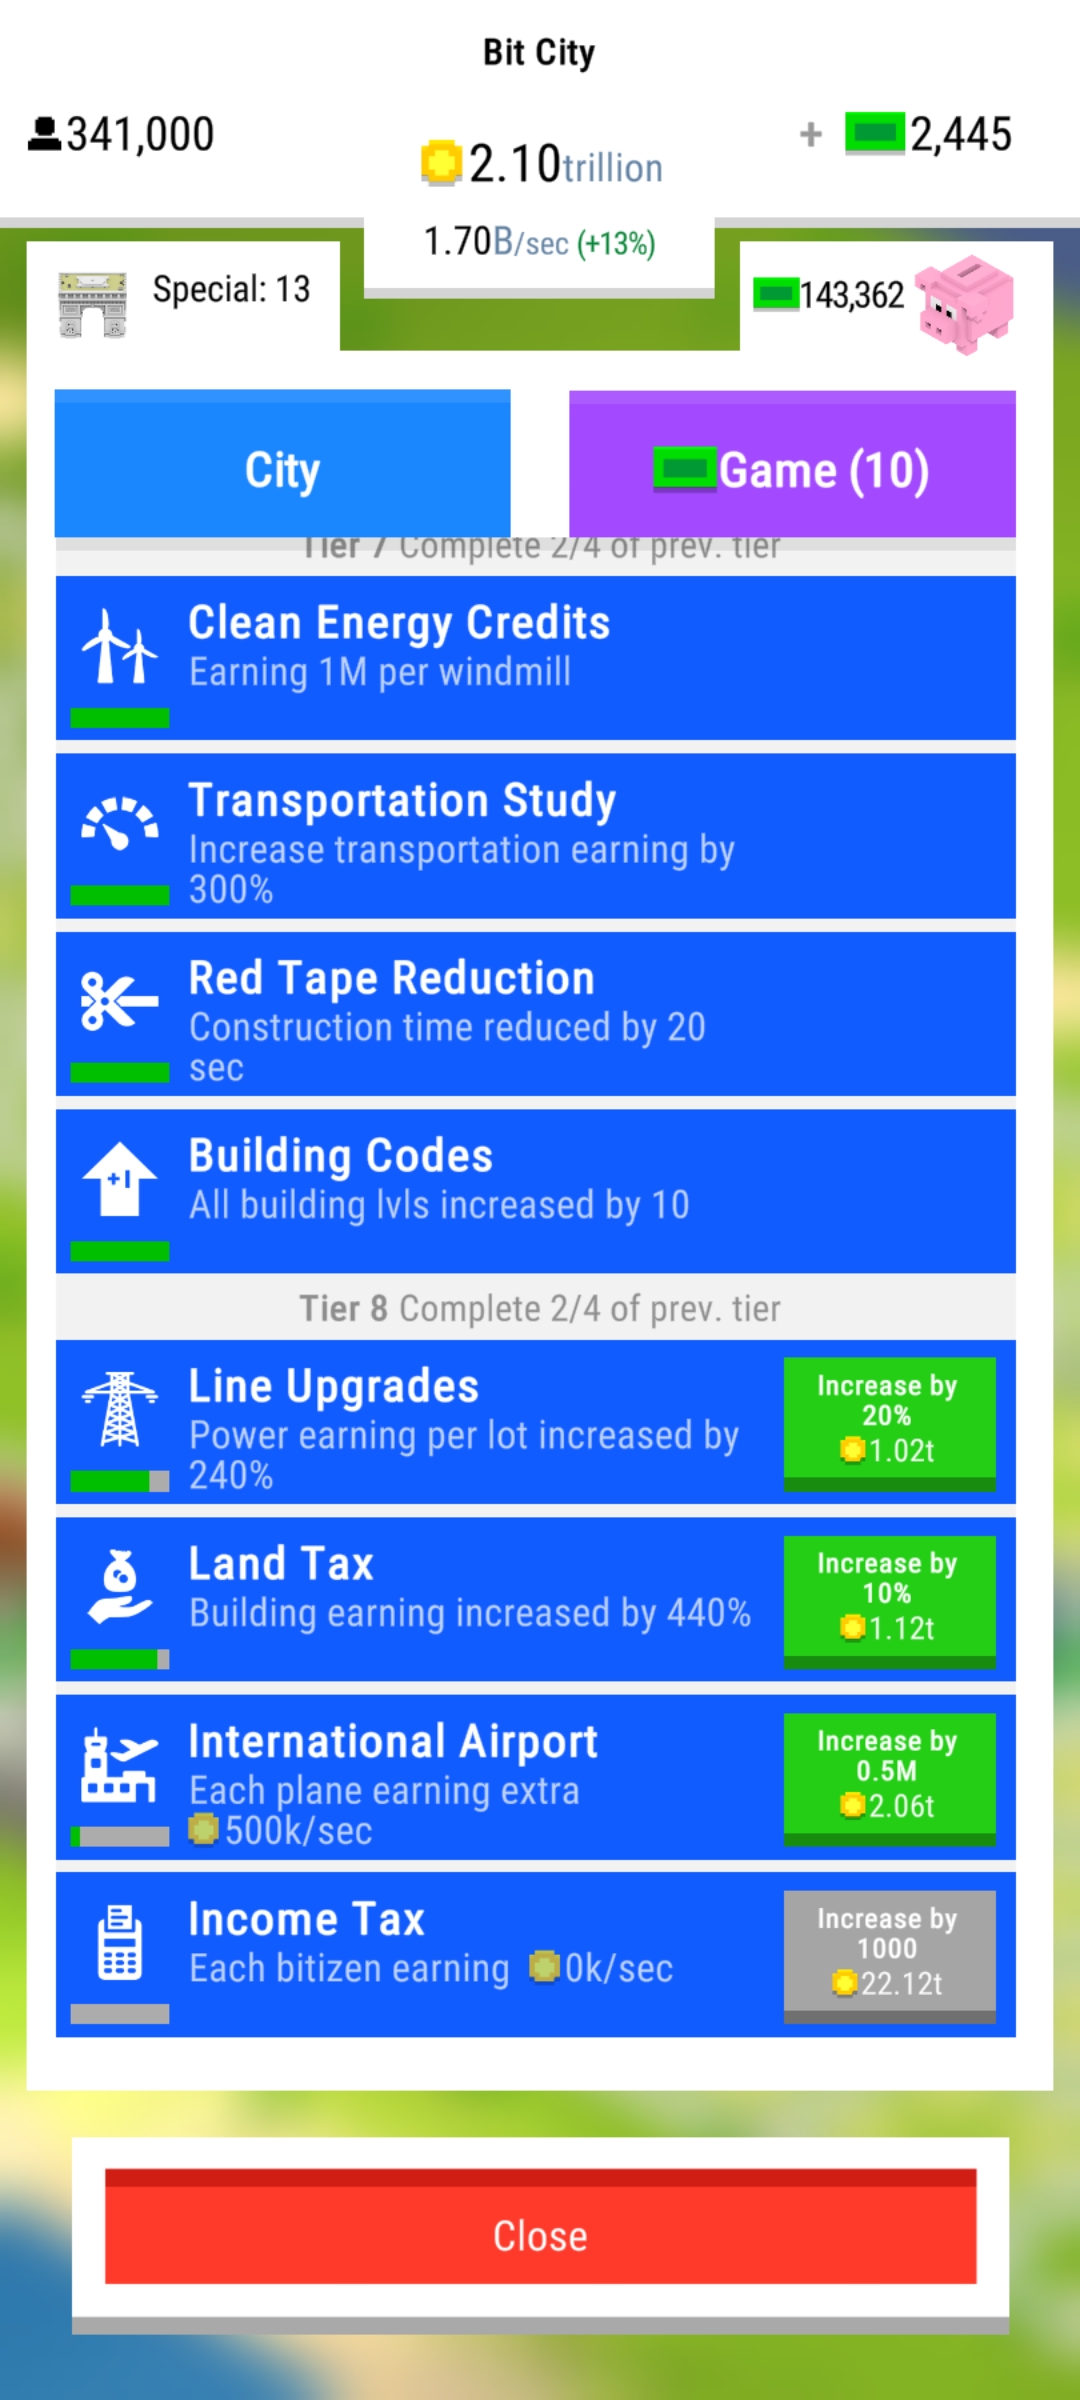 Bit City
341,000
2.10trillion
+ 2,445
1.70B/sec (+13%)
Special: 13
143,362
City
Game (10)
Tier 7 Complete 2/4 of prev. tier
Clean Energy Credits
Earning 1M per windmill
Transportation Study
Increase transportation earning by
300%
Red Tape Reduction
Construction time reduced by 20
sec
+1
Building Codes
All building lvls increased by 10
Tier 8 Complete 2/4 of prev. tier
Line Upgrades
Power earning per lot increased by
240%
Increase by
20%
1.02t
Land Tax
Building earning increased by 440%
Increase by
10%
1.12t
International Airport
Each plane earning extra
500k/sec
Increase by
0.5M
2.06t
Income Tax
Each bitizen earning 0k/sec
Increase by
1000
22.12t
Close